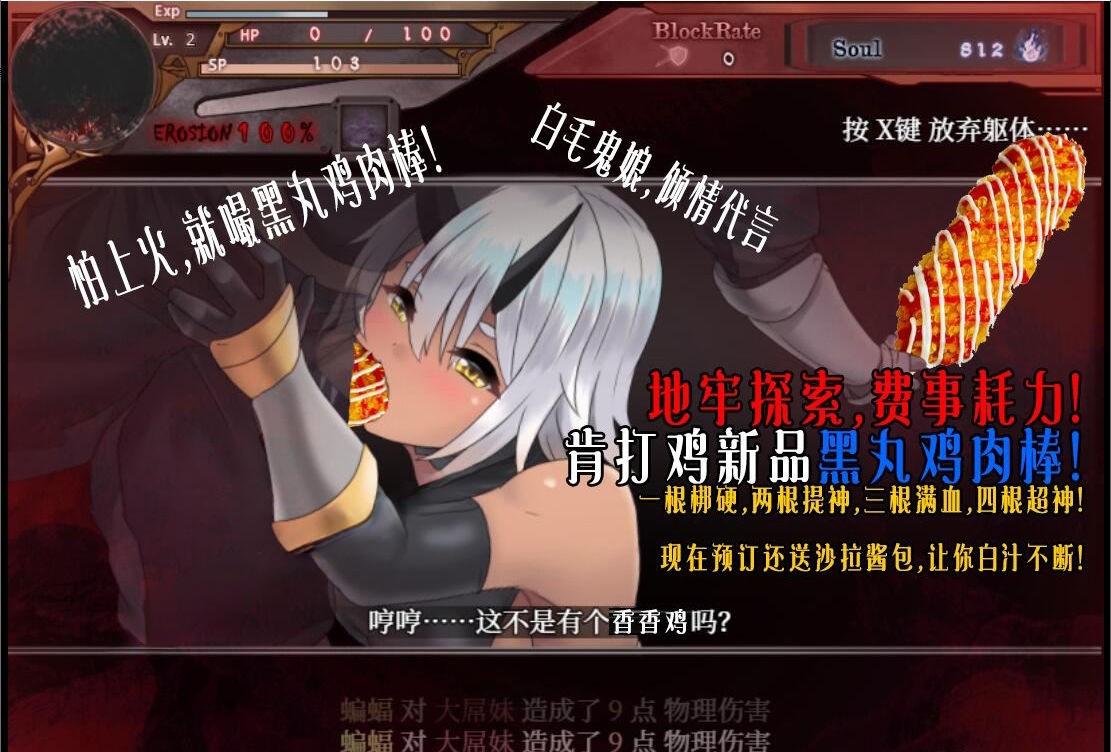 Exp
Lv. 2
HP 0 / 100
SP 103
EROSION 100%
BlockRate
0
Soul 812
按 X键 放弃躯体……
怕上火,就嘬黑丸鸡肉棒!
白毛鬼娘,倾情代言
地牢探索,费事耗力!
肯打鸡新品黑丸鸡肉棒!
一根梆硬,两根提神,三根满血,四根超神!
现在预订还送沙拉酱包,让你白汁不断!
哼哼……这不是有个香香鸡吗?
蝙蝠 对 大屌妹 造成了 9 点 物理伤害
蝙蝠 对 大屌妹 造成了 9 点 物理伤害